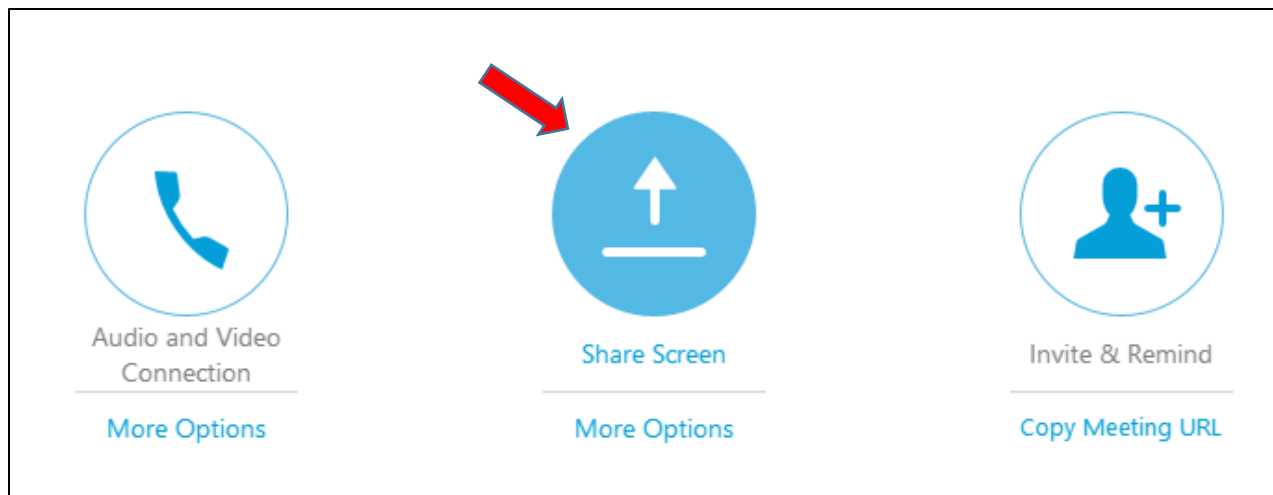 Audio and Video
Connection
More Options
Share Screen
More Options
Invite & Remind
Copy Meeting URL